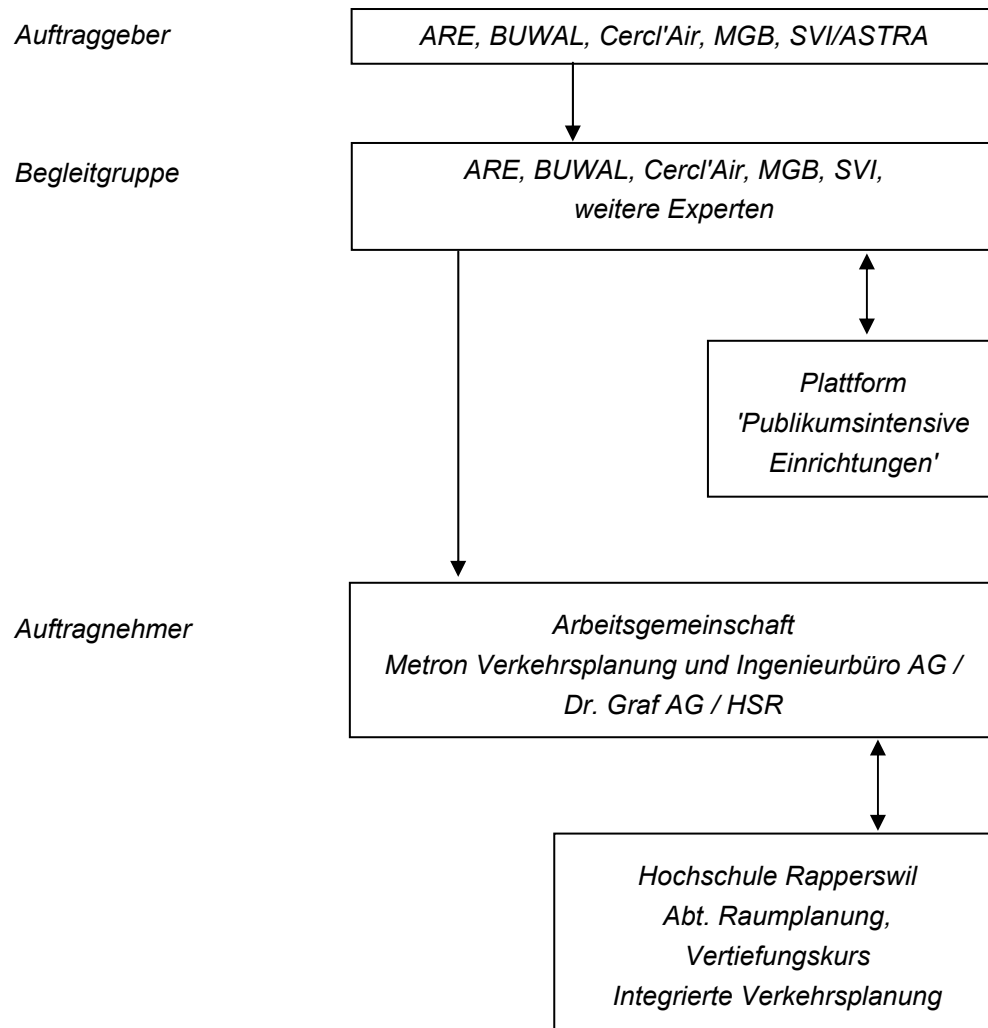 Auftraggeber
ARE, BUWAL, Cercl'Air, MGB, SVI/ASTRA
Begleitgruppe
ARE, BUWAL, Cercl'Air, MGB, SVI,
weitere Experten
Plattform
'Publikumsintensive
Einrichtungen'
Auftragnehmer
Arbeitsgemeinschaft
Metron Verkehrsplanung und Ingenieurbüro AG /
Dr. Graf AG / HSR
Hochschule Rapperswil
Abt. Raumplanung,
Vertiefungskurs
Integrierte Verkehrsplanung